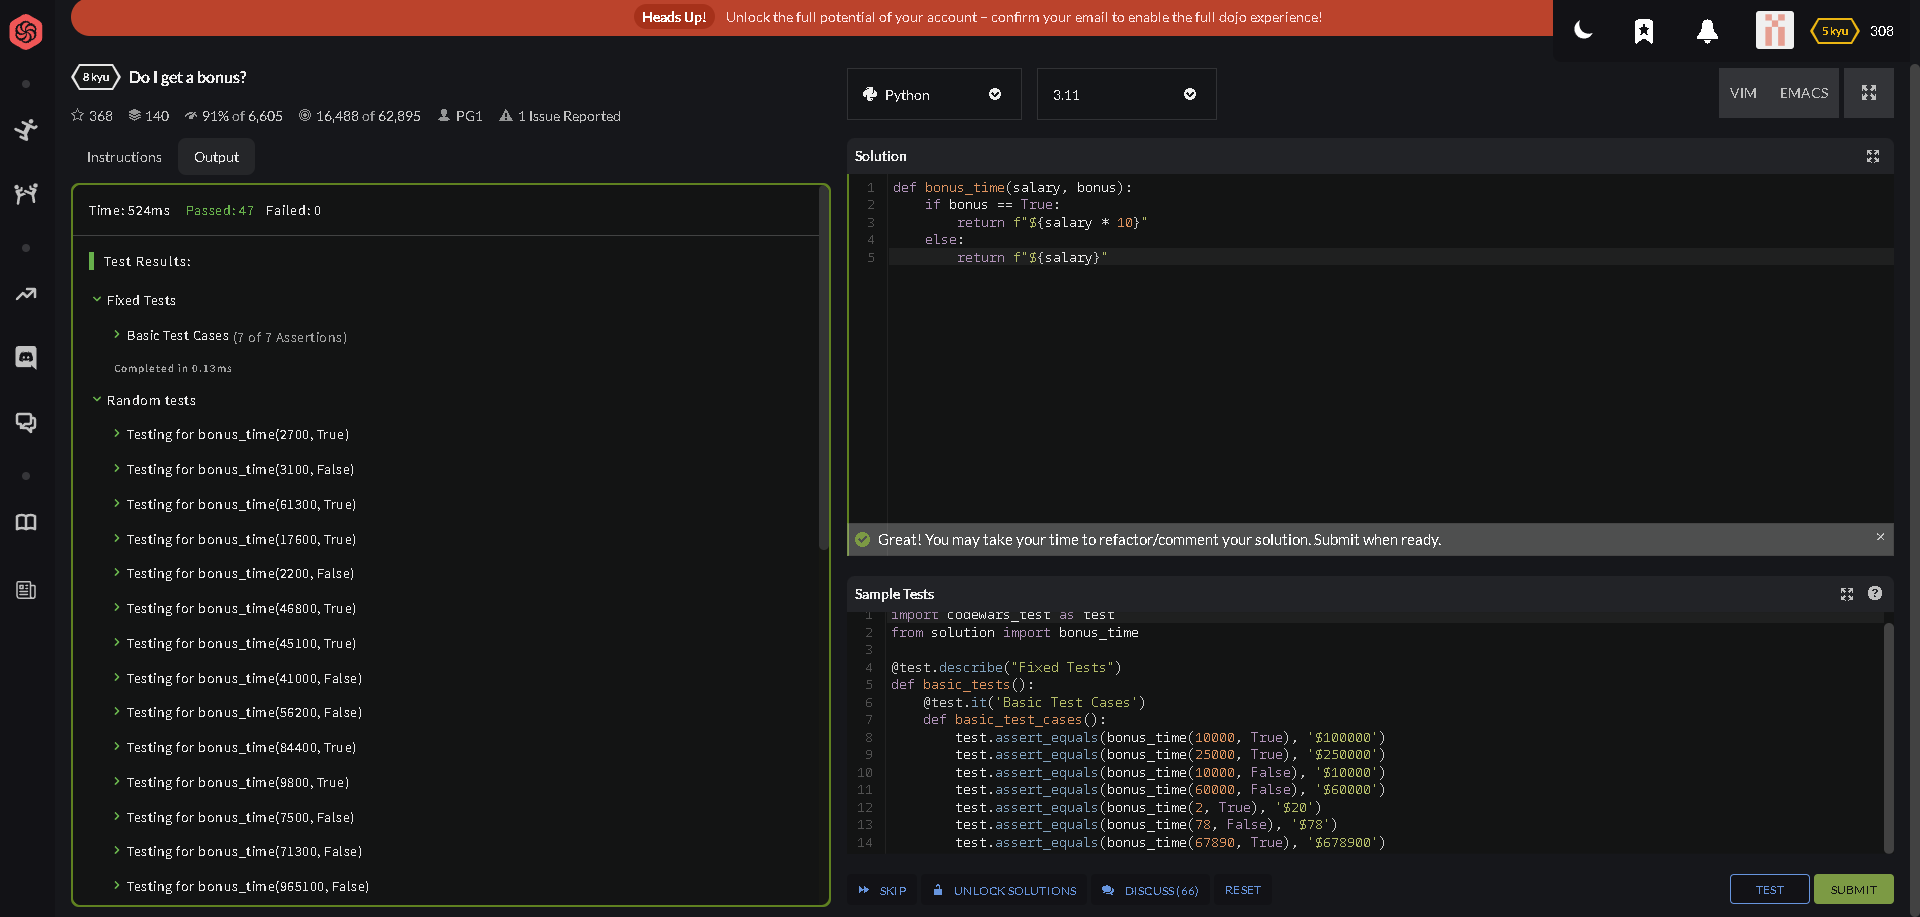 Heads Up! Unlock the full potential of your account – confirm your email to enable the full dojo experience!
5 kyu 308
8 kyu Do I get a bonus?
368 140 91% of 6,605 16,488 of 62,895 PG1 1 Issue Reported
Instructions Output
Time: 524ms Passed: 47 Failed: 0
Test Results:
Fixed Tests
Basic Test Cases (7 of 7 Assertions)
Completed in 0.13ms
Random tests
Testing for bonus_time(2700, True)
Testing for bonus_time(3100, False)
Testing for bonus_time(61300, True)
Testing for bonus_time(17600, True)
Testing for bonus_time(2200, False)
Testing for bonus_time(46800, True)
Testing for bonus_time(45100, True)
Testing for bonus_time(41000, False)
Testing for bonus_time(56200, False)
Testing for bonus_time(84400, True)
Testing for bonus_time(9800, True)
Testing for bonus_time(7500, False)
Testing for bonus_time(71300, False)
Testing for bonus_time(965100, False)
Python 3.11 VIM EMACS
Solution
1 def bonus_time(salary, bonus):
2     if bonus == True:
3         return f"${salary * 10}"
4     else:
5         return f"${salary}"
Great! You may take your time to refactor/comment your solution. Submit when ready.
Sample Tests
1 import codewars_test as test
2 from solution import bonus_time
3
4 @test.describe("Fixed Tests")
5 def basic_tests():
6     @test.it('Basic Test Cases')
7     def basic_test_cases():
8         test.assert_equals(bonus_time(10000, True), '$100000')
9         test.assert_equals(bonus_time(25000, True), '$250000')
10         test.assert_equals(bonus_time(10000, False), '$10000')
11         test.assert_equals(bonus_time(60000, False), '$60000')
12         test.assert_equals(bonus_time(2, True), '$20')
13         test.assert_equals(bonus_time(78, False), '$78')
14         test.assert_equals(bonus_time(67890, True), '$678900')
SKIP UNLOCK SOLUTIONS DISCUSS (66) RESET TEST SUBMIT